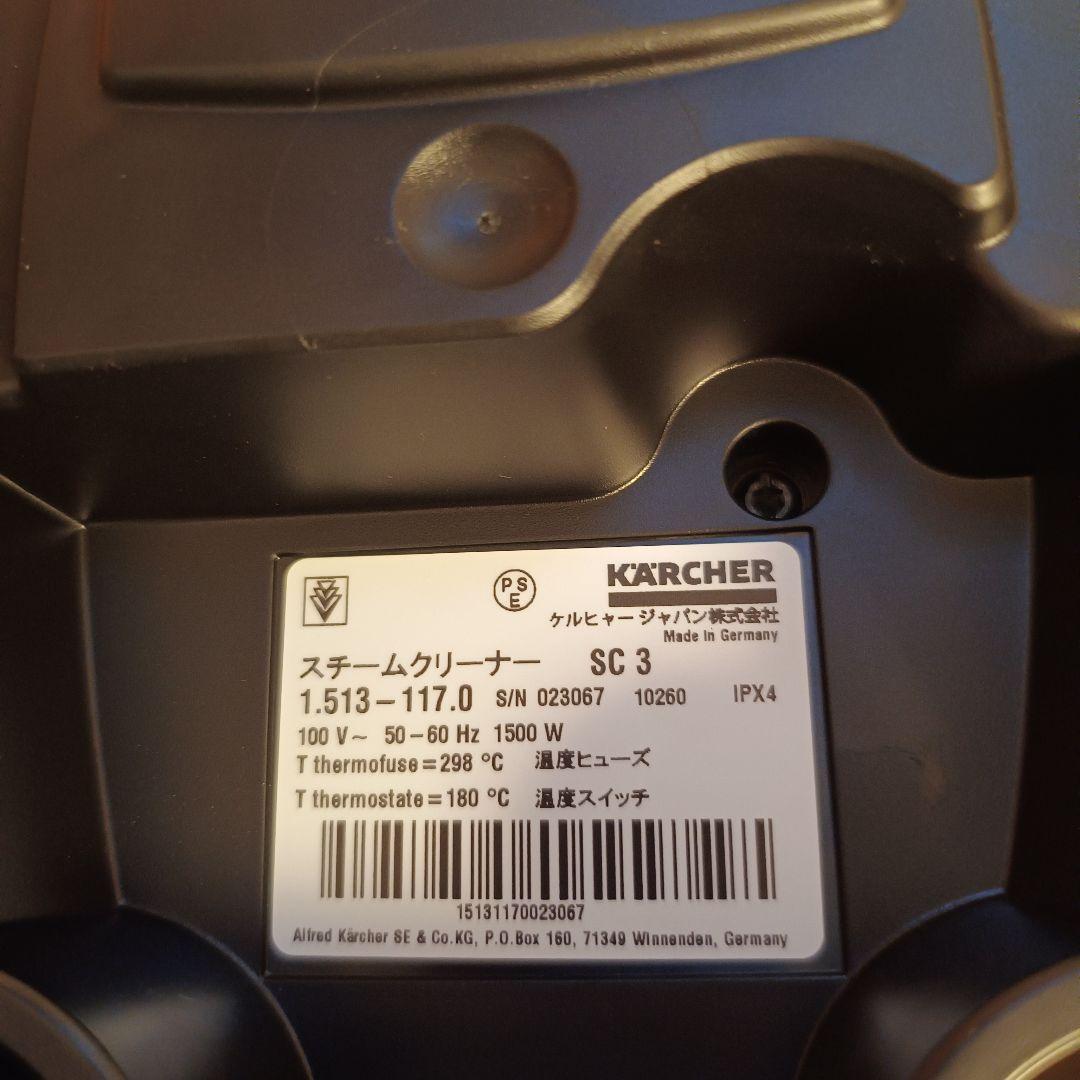 PSE
KÄRCHER
ケルヒャー ジャパン株式会社
Made in Germany
スチームクリーナー SC 3
1.513-117.0 S/N 023067 10260 IPX4
100 V~ 50-60 Hz 1500 W
T thermofuse=298 °C 温度ヒューズ
T thermostate=180 °C 温度スイッチ
15131170023067
Alfred Kärcher SE & Co.KG, P.O.Box 160, 71349 Winnenden, Germany